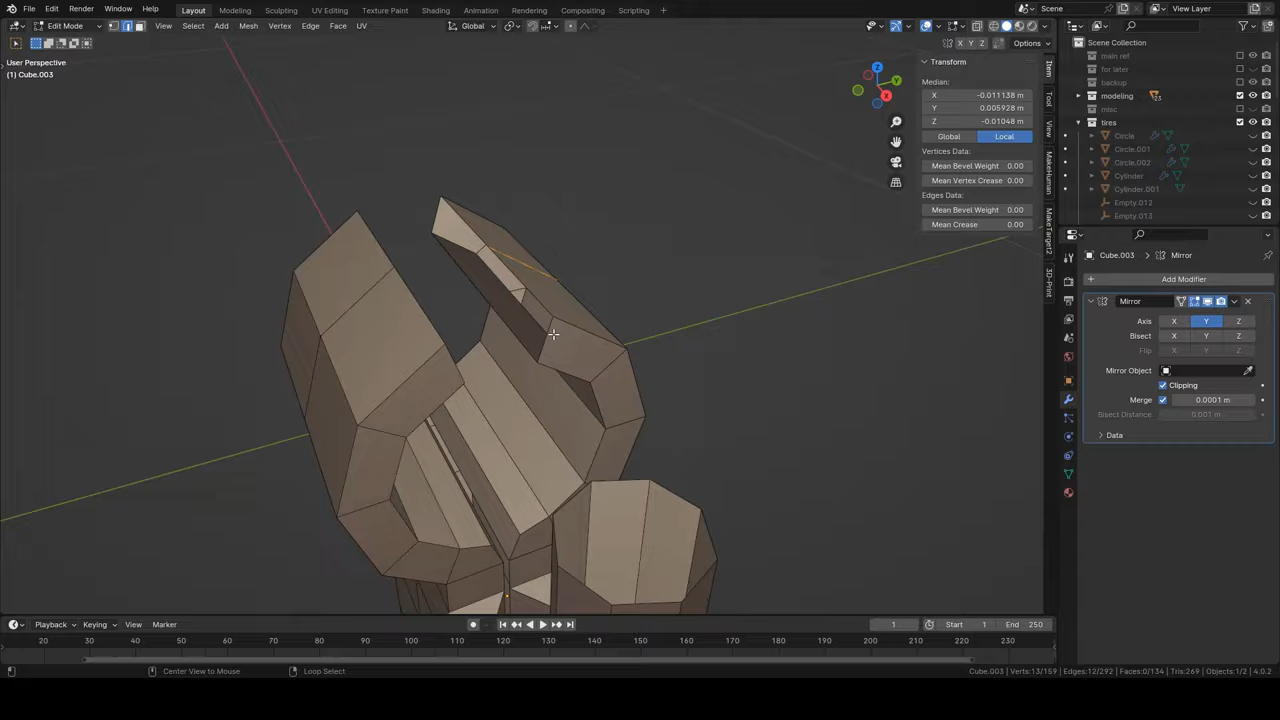 File Edit Render Window Help Layout Modeling Sculpting UV Editing Texture Paint Shading Animation Rendering Compositing Scripting Scene View Layer
Edit Mode View Select Add Mesh Vertex Edge Face UV Global
X Y Z Options
User Perspective
(1) Cube.003
Z
Y
X
Transform
Median:
X -0.011138 m
Y 0.005928 m
Z -0.01048 m
Global Local
Vertices Data:
Mean Bevel Weight 0.00
Mean Vertex Crease 0.00
Edges Data:
Mean Bevel Weight 0.00
Mean Crease 0.00
Item
Tool
View
MakeHuman
MakeTarget2
3D-Print
Scene Collection
main ref
for later
backup
modeling 23
misc
tires
Circle
Circle.001
Circle.002
Cylinder
Cylinder.001
Empty.012
Empty.013
Cube.003 Mirror
Add Modifier
Mirror
Axis X Y Z
Bisect X Y Z
Flip X Y Z
Mirror Object
Clipping
Merge 0.0001 m
Bisect Distance 0.001 m
Data
Playback Keying View Marker 1 Start 1 End 250
20 30 40 50 60 70 80 90 100 110 120 130 140 150 160 170 180 190 200 210 220 230
Center View to Mouse Loop Select Cube.003 | Verts:13/159 | Edges:12/292 | Faces:0/134 | Tris:269 | Objects:1/2 | 4.0.2